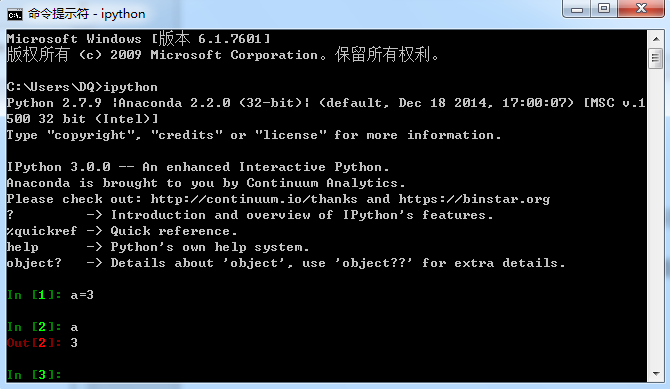 命令提示符 - ipython
Microsoft Windows [版本 6.1.7601]
版权所有 (c) 2009 Microsoft Corporation。保留所有权利。
C:\Users\DQ>ipython
Python 2.7.9 |Anaconda 2.2.0 (32-bit)| (default, Dec 18 2014, 17:00:07) [MSC v.1
500 32 bit (Intel)]
Type "copyright", "credits" or "license" for more information.
IPython 3.0.0 -- An enhanced Interactive Python.
Anaconda is brought to you by Continuum Analytics.
Please check out: http://continuum.io/thanks and https://binstar.org
?         -> Introduction and overview of IPython's features.
%quickref -> Quick reference.
help      -> Python's own help system.
object?   -> Details about 'object', use 'object??' for extra details.
In [1]: a=3
In [2]: a
Out[2]: 3
In [3]: